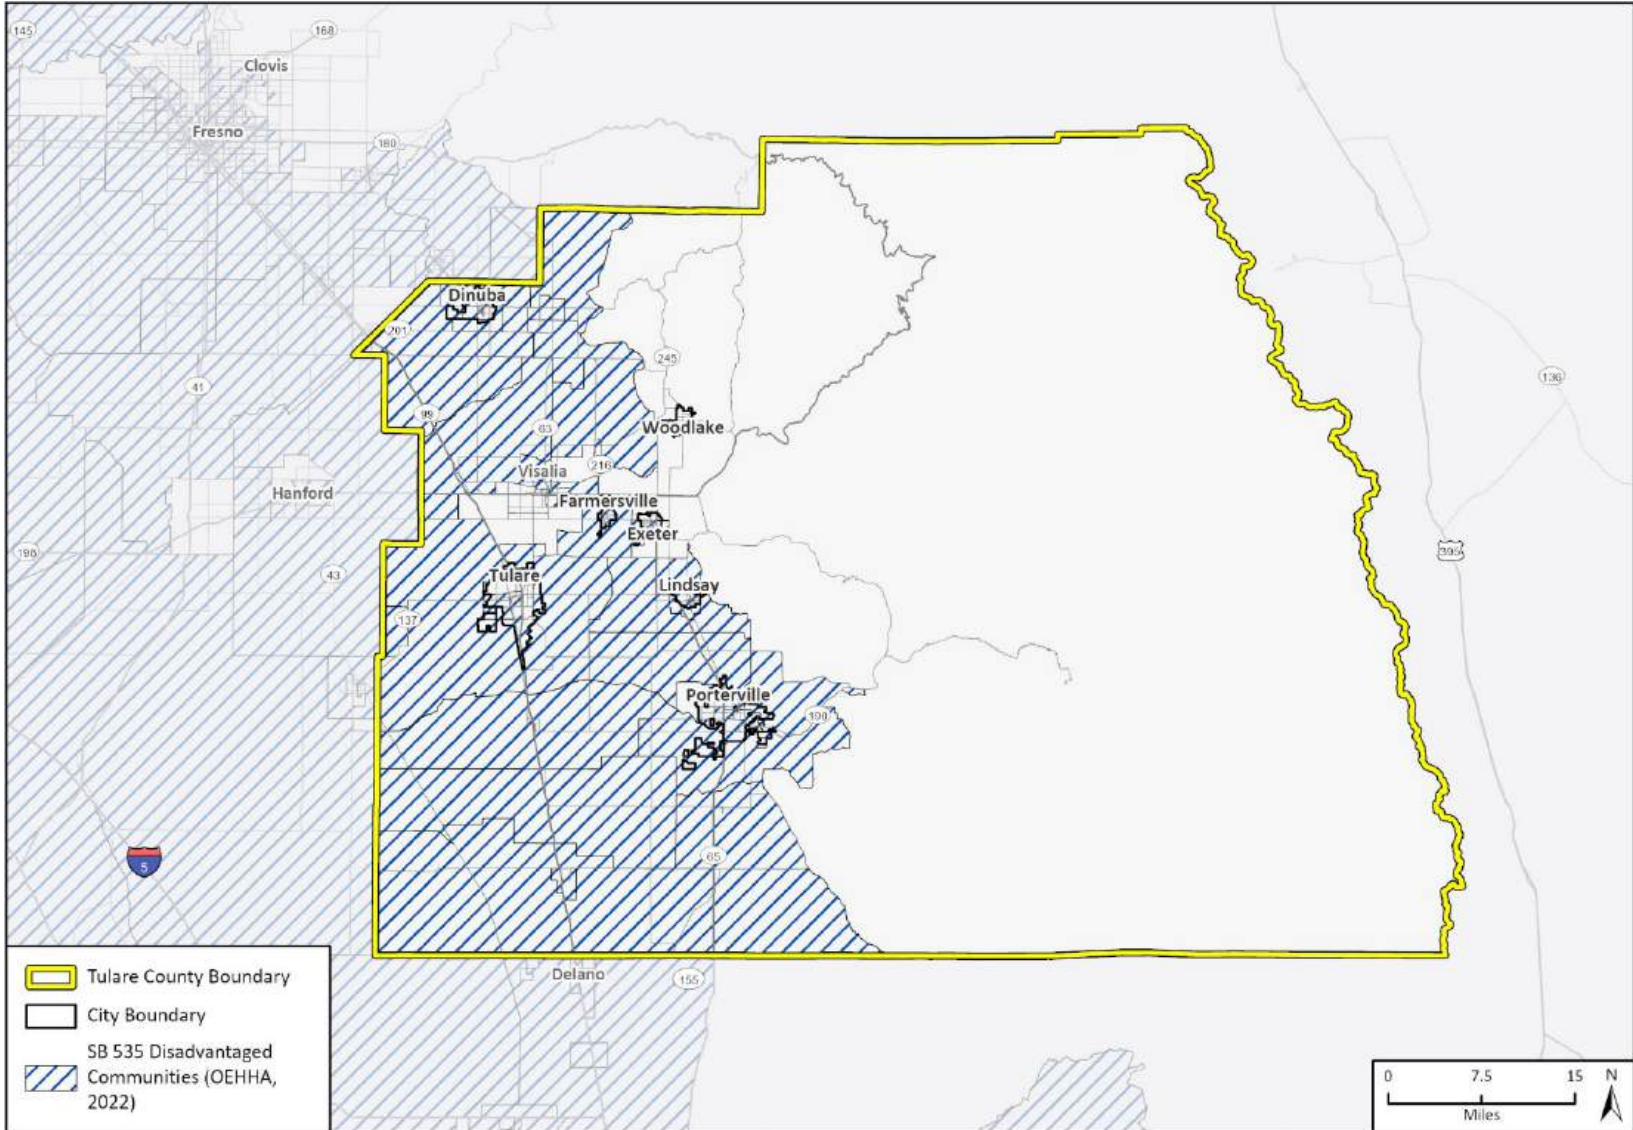 145
168
Clovis
Fresno
180
Dinuba
201
245
136
41
99
Woodlake
63
216
Visalia
Hanford
Farmersville
Exeter
198
395
43
Tulare
Lindsay
137
Porterville
190
65
5
Delano
155
Tulare County Boundary
City Boundary
SB 535 Disadvantaged
Communities (OEHHA,
2022)
0 7.5 15 N
Miles